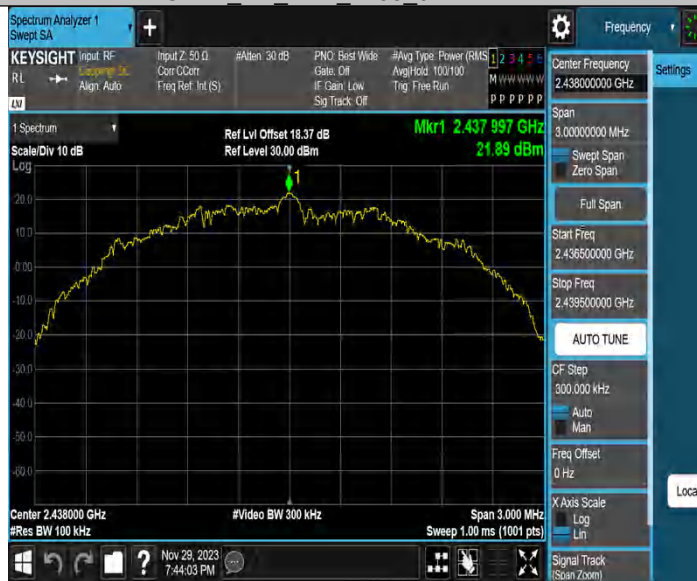 Spectrum Analyzer 1
Swept SA
Frequency
KEYSIGHT
Input: RF
Coupling: DC
Align: Auto
Input Z: 50 Ω
Corr CCorr
Freq Ref: Int (S)
#Atten: 30 dB
PNO: Best Wide
Gate: Off
IF Gain: Low
Sig Track: Off
#Avg Type: Power (RMS
Avg|Hold: 100/100
Trig: Free Run
1 2 3 4 5 6
M W W W W W
P P P P P P
R L
LXI
1 Spectrum
Scale/Div 10 dB
Log
Ref Lvl Offset 18.37 dB
Ref Level 30.00 dBm
Mkr1 2.437 997 GHz
21.89 dBm
1
20.0
10.0
0.00
-10.0
-20.0
-30.0
-40.0
-50.0
-60.0
Center 2.438000 GHz
#Res BW 100 kHz
#Video BW 300 kHz
Span 3.000 MHz
Sweep 1.00 ms (1001 pts)
Nov 29, 2023
7:44:03 PM
Center Frequency
2.438000000 GHz
Settings
Span
3.00000000 MHz
Swept Span
Zero Span
Full Span
Start Freq
2.436500000 GHz
Stop Freq
2.439500000 GHz
AUTO TUNE
CF Step
300.000 kHz
Auto
Man
Freq Offset
0 Hz
X Axis Scale
Log
Lin
Loca
Signal Track
(Span Zoom)